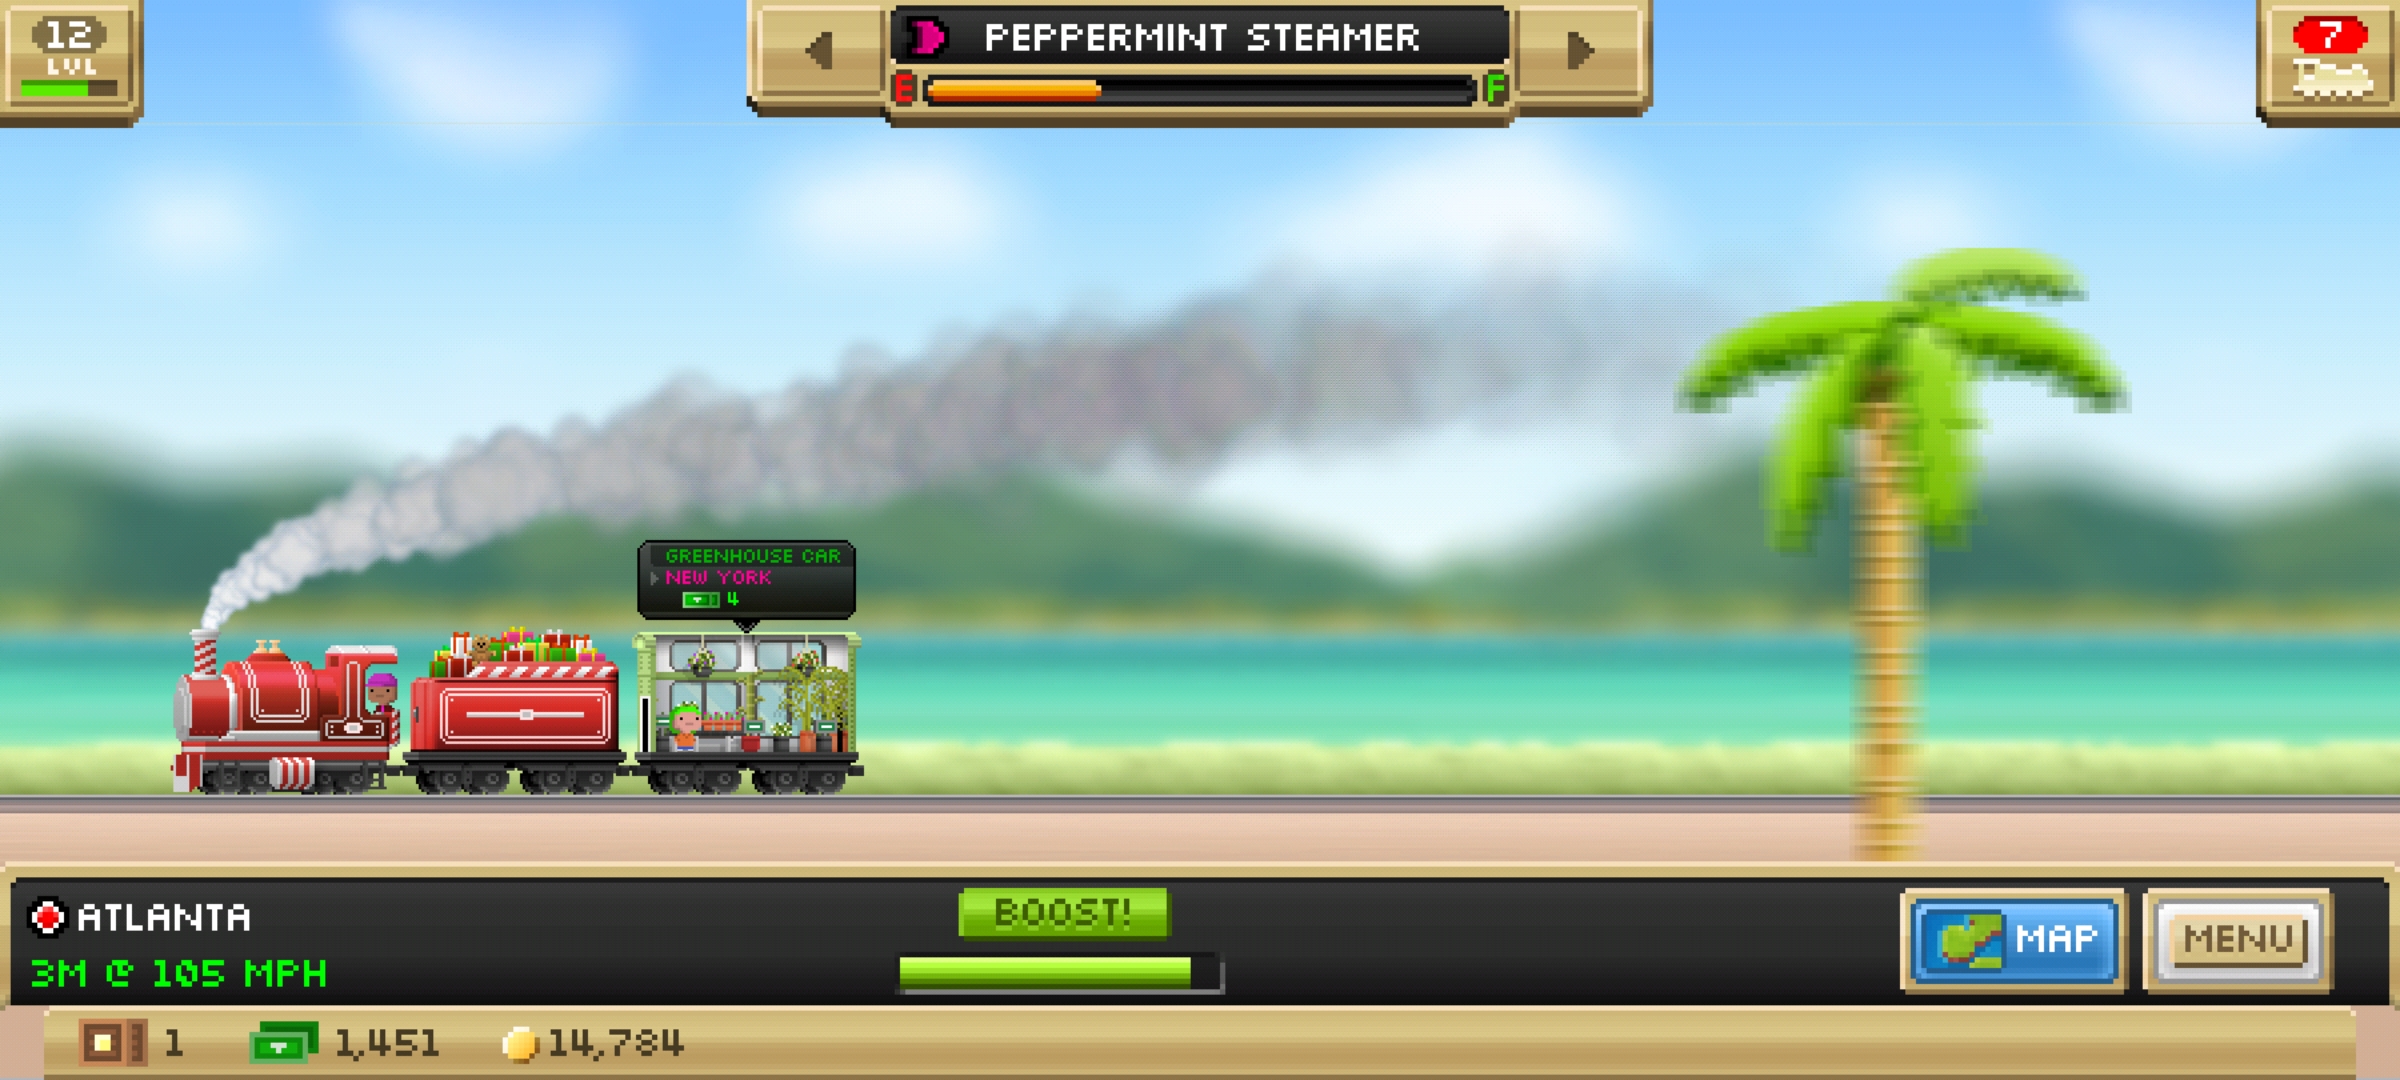 12
LVL
PEPPERMINT STEAMER
E F
7
GREENHOUSE CAR
NEW YORK
4
ATLANTA
3M @ 105 MPH
BOOST!
MAP
MENU
1
1,451
14,784